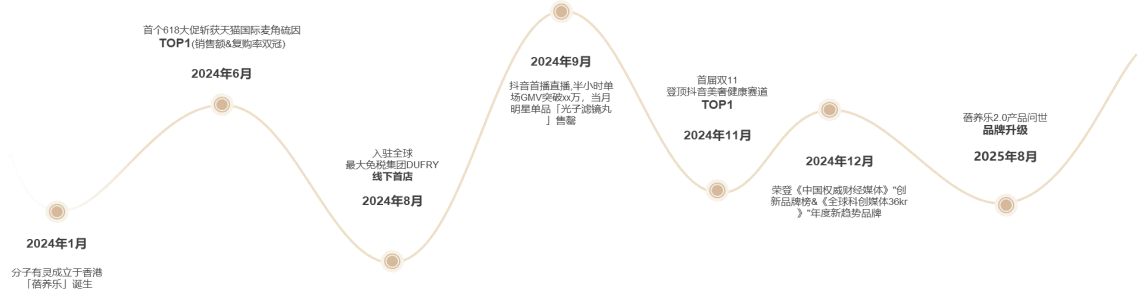 2024年1月
分子有灵成立于香港
「蓓养乐」诞生
首个618大促斩获天猫国际麦角硫因
TOP1(销售额&复购率双冠)
2024年6月
入驻全球
最大免税集团DUFRY
线下首店
2024年8月
2024年9月
抖音首播直播,半小时单
场GMV突破xx万，当月
明星单品「光子滤镜丸
」售罄
首届双11
登顶抖音美奢健康赛道
TOP1
2024年11月
2024年12月
荣登《中国权威财经媒体》"创
新品牌榜&《全球科创媒体36kr
》"年度新趋势品牌
蓓养乐2.0产品问世
品牌升级
2025年8月